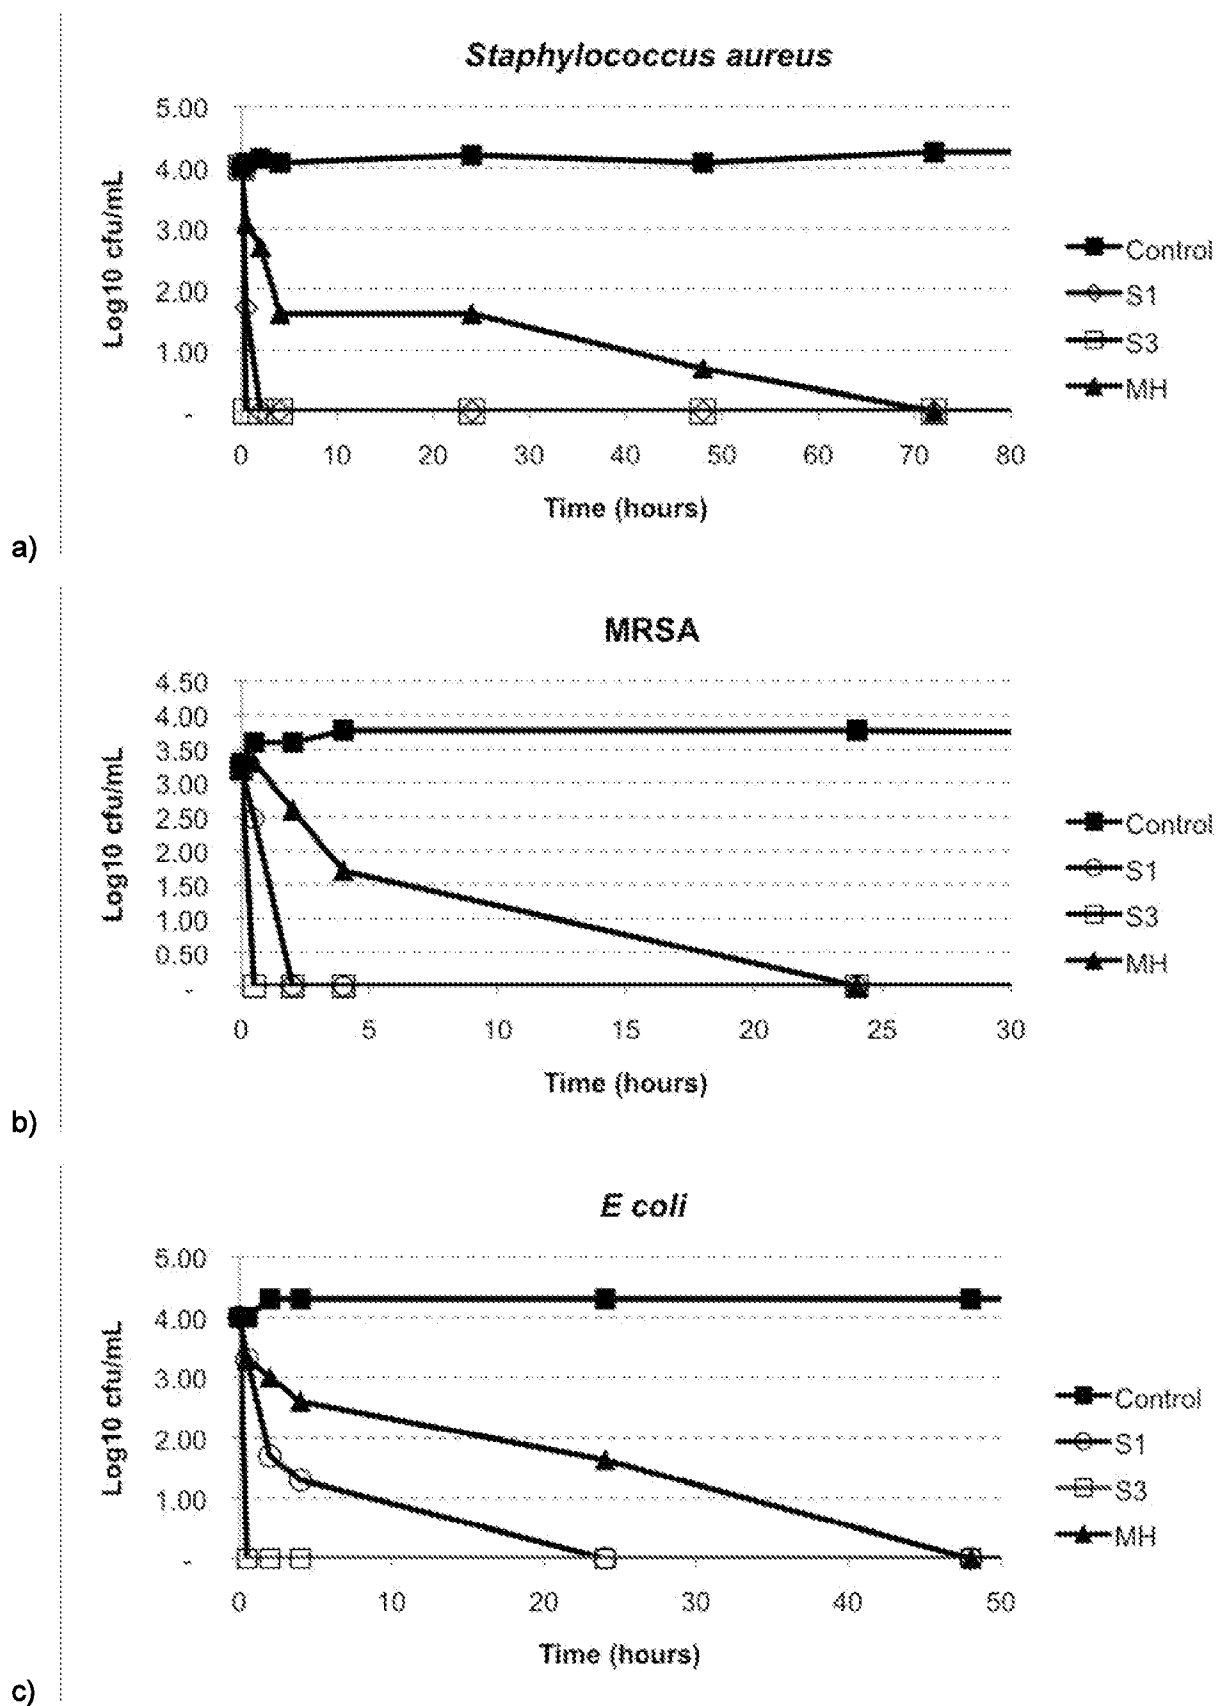 Staphylococcus aureus
5.00
4.00
3.00
2.00
1.00
-
Log10 cfu/mL
0 10 20 30 40 50 60 70 80
Time (hours)
Control
S1
S3
MH
a)
MRSA
4.50
4.00
3.50
3.00
2.50
2.00
1.50
1.00
0.50
-
Log10 cfu/mL
0 5 10 15 20 25 30
Time (hours)
Control
S1
S3
MH
b)
E coli
5.00
4.00
3.00
2.00
1.00
-
Log10 cfu/mL
0 10 20 30 40 50
Time (hours)
Control
S1
S3
MH
c)